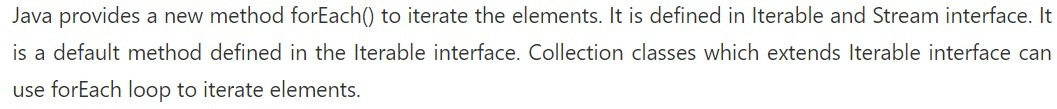 Java provides a new method forEach() to iterate the elements. It is defined in Iterable and Stream interface. It
is a default method defined in the Iterable interface. Collection classes which extends Iterable interface can
use forEach loop to iterate elements.